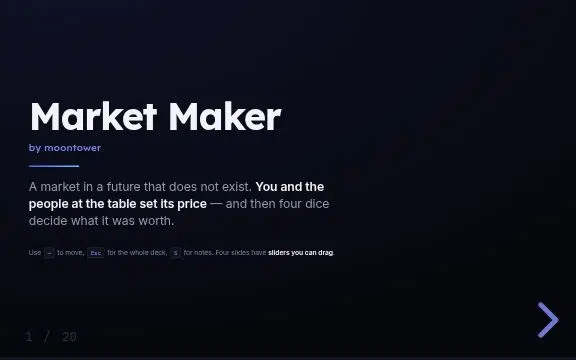 Market Maker
by moontower
A market in a future that does not exist. You and the
people at the table set its price — and then four dice
decide what it was worth.
Use → to move, Esc for the whole deck, S for notes. Four slides have sliders you can drag.
1 / 20